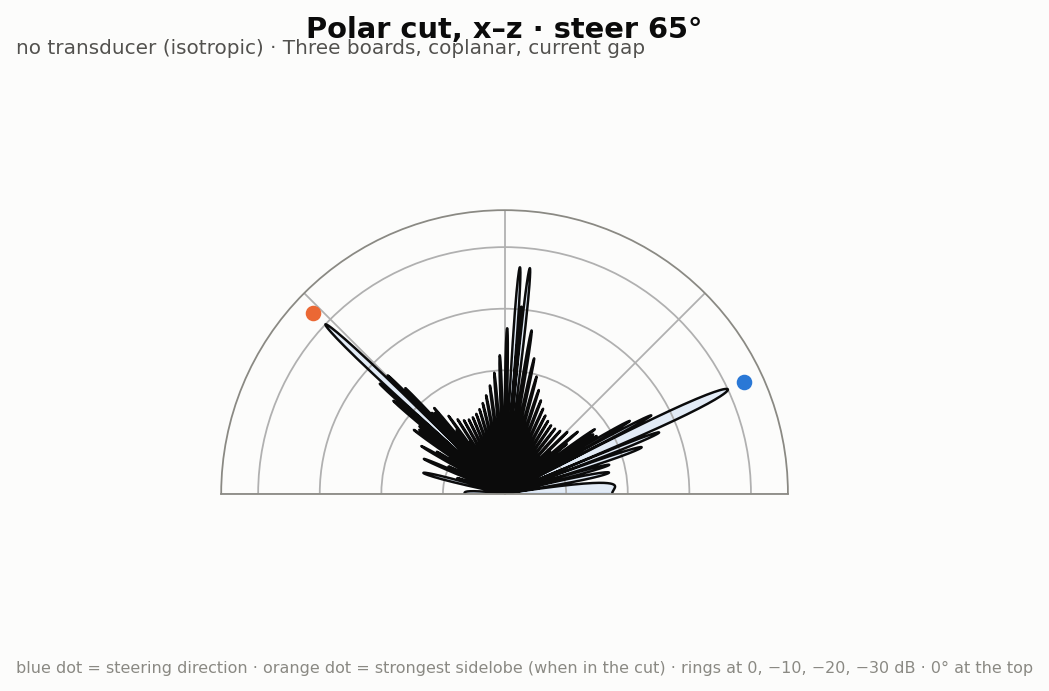 Polar cut, x–z · steer 65°
no transducer (isotropic) · Three boards, coplanar, current gap
blue dot = steering direction · orange dot = strongest sidelobe (when in the cut) · rings at 0, −10, −20, −30 dB · 0° at the top